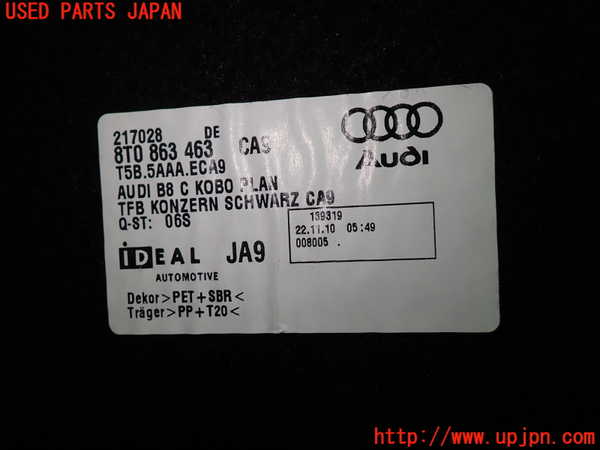 USED PARTS JAPAN
217028 DE
8T0 863 463 CA9
T5B.5AAA.ECA9
AUDI B8 C KOBO PLAN
TFB KONZERN SCHWARZ CA9
Q-ST: 06S
Audi
139319
22.11.10 05:49
008005 .
iDEAL JA9
AUTOMOTIVE
Dekor>PET+SBR<
Träger>PP+T20<
https://www.upjpn.com/